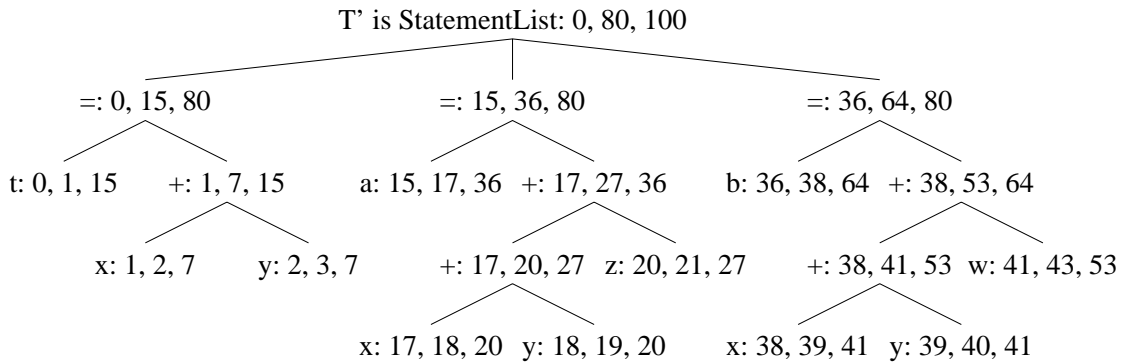 T’ is StatementList: 0, 80, 100
=: 0, 15, 80 =: 15, 36, 80 =: 36, 64, 80
t: 0, 1, 15 +: 1, 7, 15 a: 15, 17, 36 +: 17, 27, 36 b: 36, 38, 64 +: 38, 53, 64
x: 1, 2, 7 y: 2, 3, 7 +: 17, 20, 27 z: 20, 21, 27 +: 38, 41, 53 w: 41, 43, 53
x: 17, 18, 20 y: 18, 19, 20 x: 38, 39, 41 y: 39, 40, 41